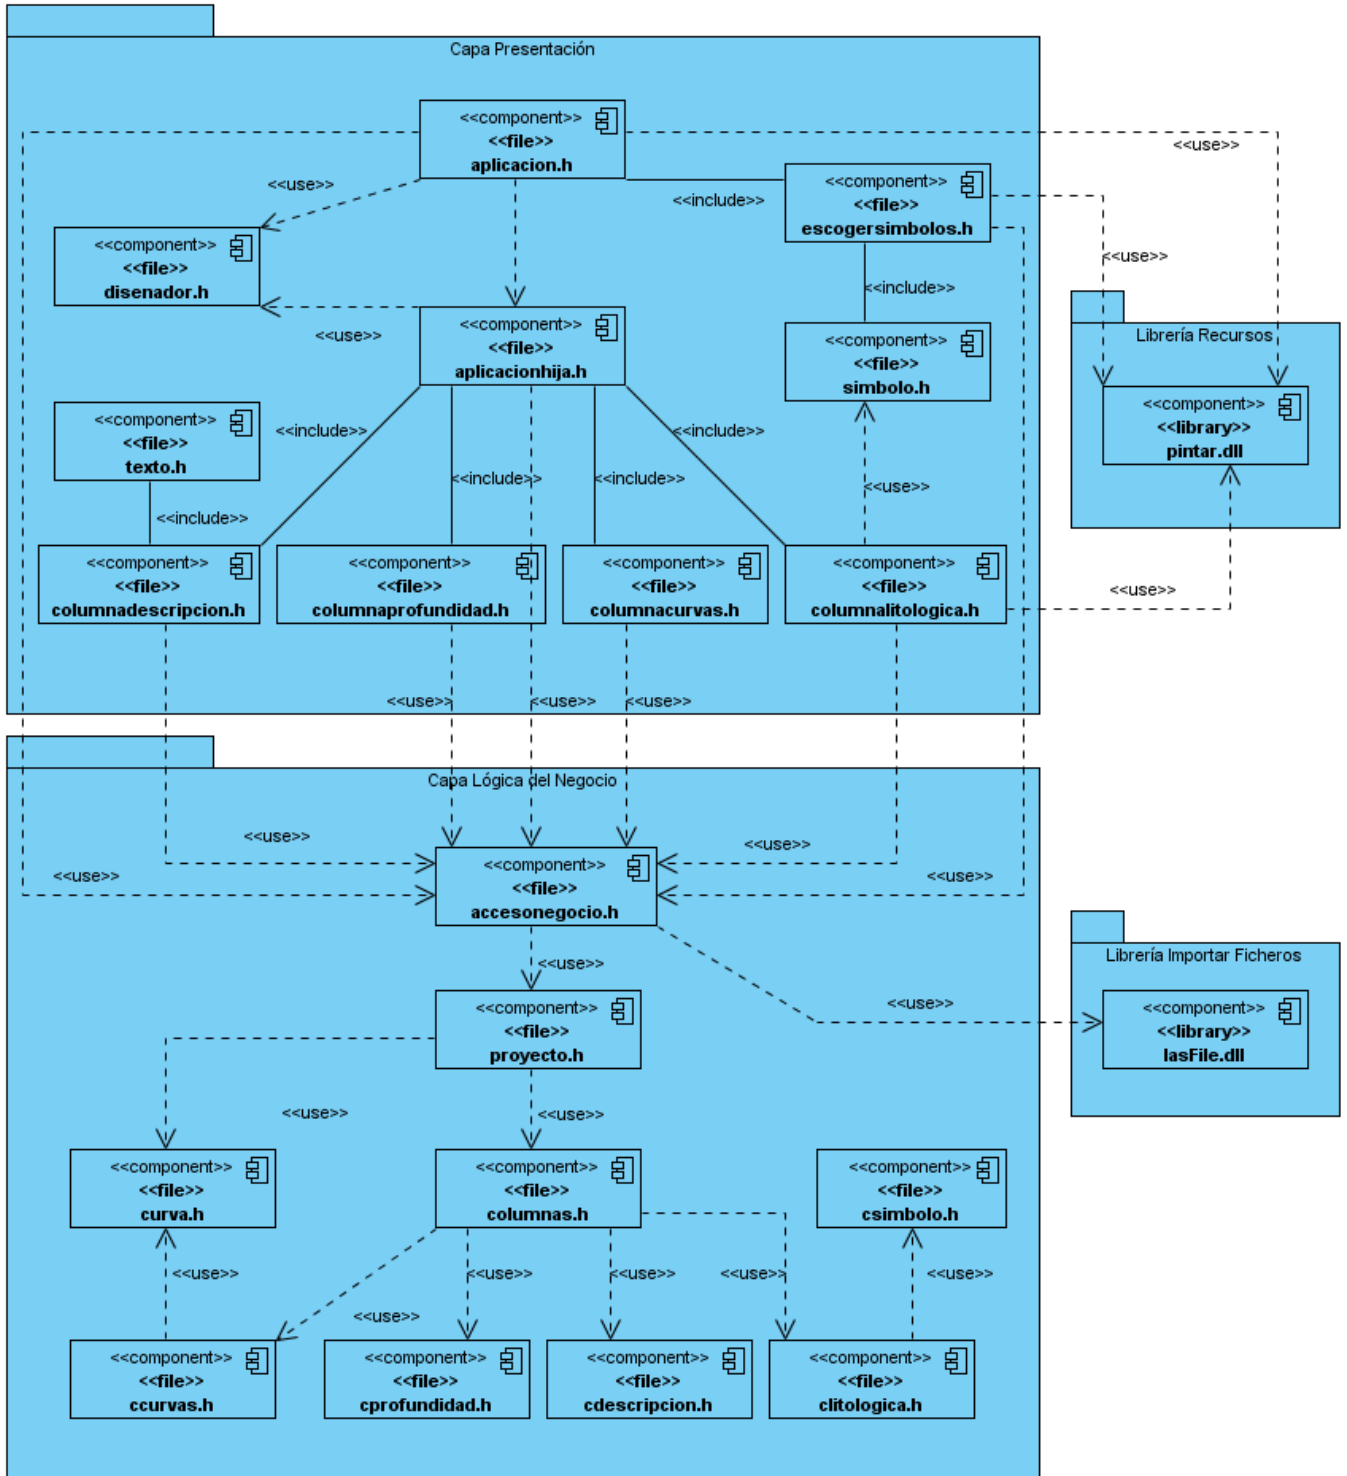 Capa Presentación
<<component>>
<<file>>
aplicacion.h
<<use>>
<<use>>
<<include>>
<<component>>
<<file>>
escogersimbolos.h
<<component>>
<<file>>
disenador.h
<<use>>
<<include>>
<<use>>
<<component>>
<<file>>
aplicacionhija.h
<<component>>
<<file>>
simbolo.h
Librería Recursos
<<component>>
<<library>>
pintar.dll
<<component>>
<<file>>
texto.h
<<include>>
<<include>>
<<include>>
<<include>>
<<use>>
<<include>>
<<component>>
<<file>>
columnadescripcion.h
<<component>>
<<file>>
columnaprofundidad.h
<<component>>
<<file>>
columnacurvas.h
<<component>>
<<file>>
columnalitologica.h
<<use>>
<<use>>
<<use>>
<<use>>
Capa Lógica del Negocio
<<use>>
<<use>>
<<use>>
<<use>>
<<component>>
<<file>>
accesonegocio.h
<<use>>
<<use>>
Librería Importar Ficheros
<<component>>
<<library>>
lasFile.dll
<<component>>
<<file>>
proyecto.h
<<use>>
<<use>>
<<component>>
<<file>>
curva.h
<<component>>
<<file>>
columnas.h
<<component>>
<<file>>
csimbolo.h
<<use>>
<<use>>
<<use>>
<<use>>
<<use>>
<<use>>
<<component>>
<<file>>
ccurvas.h
<<component>>
<<file>>
cprofundidad.h
<<component>>
<<file>>
cdescripcion.h
<<component>>
<<file>>
clitologica.h